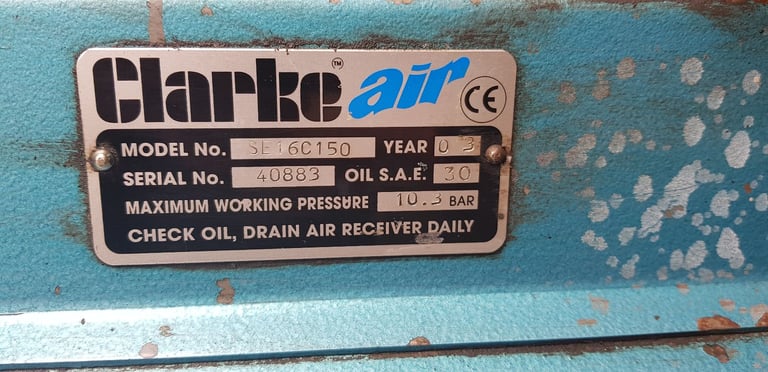 Clarke™ air CE
MODEL No. SE16C150 YEAR 03
SERIAL No. 40883 OIL S.A.E. 30
MAXIMUM WORKING PRESSURE 10.3 BAR
CHECK OIL, DRAIN AIR RECEIVER DAILY